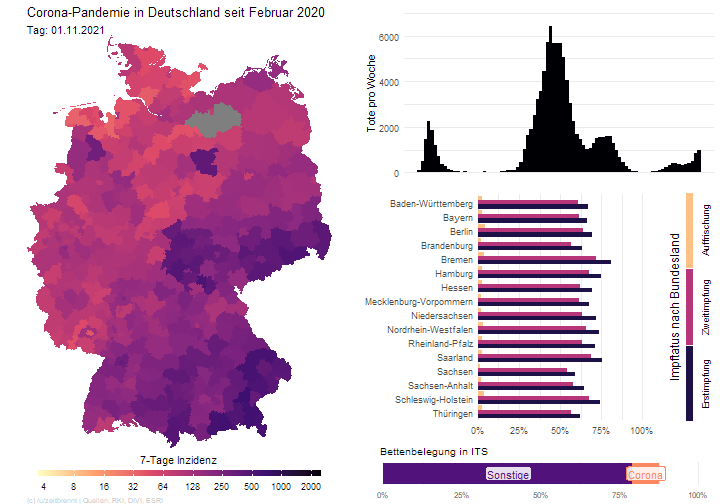 Corona-Pandemie in Deutschland seit Februar 2020
Tag: 01.11.2021
7-Tage Inzidenz
4 8 16 32 64 128 250 500 1000 2000
(c) /u/zeitbremt | Quellen: RKI, DIVI, ESRI
Tote pro Woche
6000
4000
2000
0
Baden-Württemberg
Bayern
Berlin
Brandenburg
Bremen
Hamburg
Hessen
Mecklenburg-Vorpommern
Niedersachsen
Nordrhein-Westfalen
Rheinland-Pfalz
Saarland
Sachsen
Sachsen-Anhalt
Schleswig-Holstein
Thüringen
0% 25% 50% 75% 100%
Impfstatus nach Bundesland
Auffrischung
Zweitimpfung
Erstimpfung
Bettenbelegung in ITS
Sonstige Corona
0% 25% 50% 75% 100%